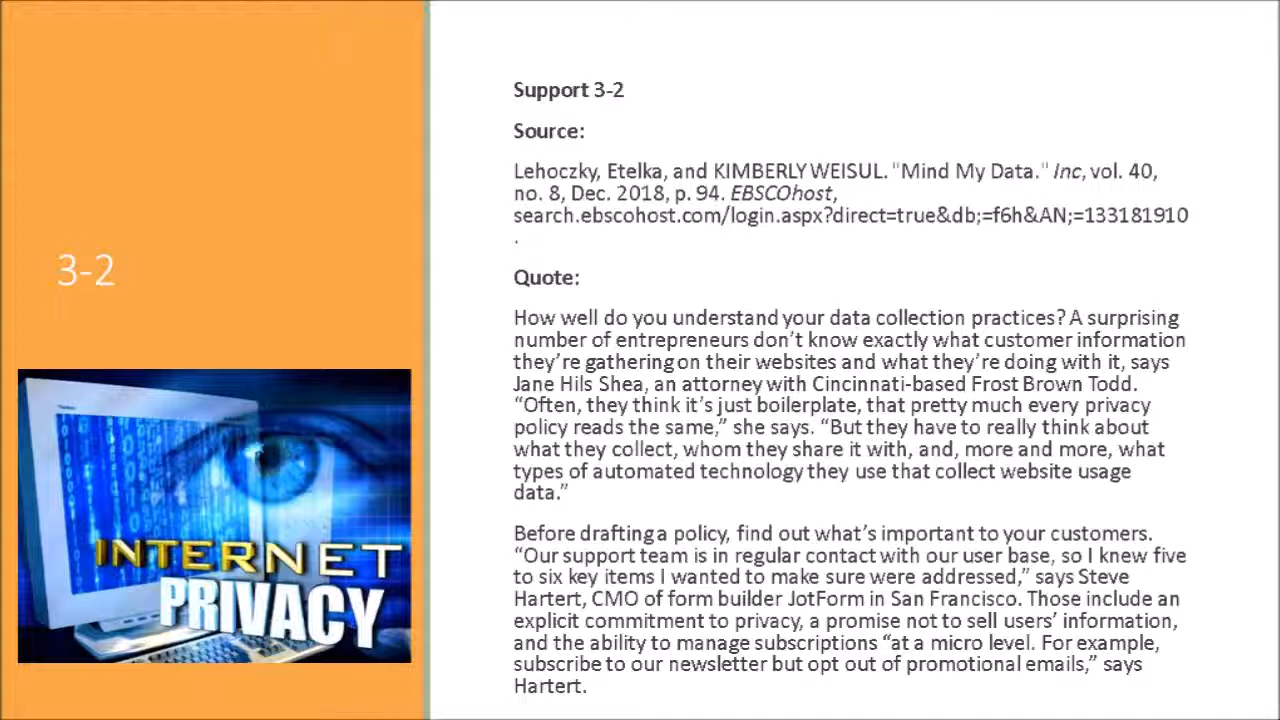 3-2
INTERNET
PRIVACY
Support 3-2
Source:
Lehoczky, Etelka, and KIMBERLY WEISUL. "Mind My Data." Inc, vol. 40,
no. 8, Dec. 2018, p. 94. EBSCOhost,
search.ebscohost.com/login.aspx?direct=true&db;=f6h&AN;=133181910
.
Quote:
How well do you understand your data collection practices? A surprising
number of entrepreneurs don’t know exactly what customer information
they’re gathering on their websites and what they’re doing with it, says
Jane Hils Shea, an attorney with Cincinnati-based Frost Brown Todd.
“Often, they think it’s just boilerplate, that pretty much every privacy
policy reads the same,” she says. “But they have to really think about
what they collect, whom they share it with, and, more and more, what
types of automated technology they use that collect website usage
data.”
Before drafting a policy, find out what’s important to your customers.
“Our support team is in regular contact with our user base, so I knew five
to six key items I wanted to make sure were addressed,” says Steve
Hartert, CMO of form builder JotForm in San Francisco. Those include an
explicit commitment to privacy, a promise not to sell users’ information,
and the ability to manage subscriptions “at a micro level. For example,
subscribe to our newsletter but opt out of promotional emails,” says
Hartert.